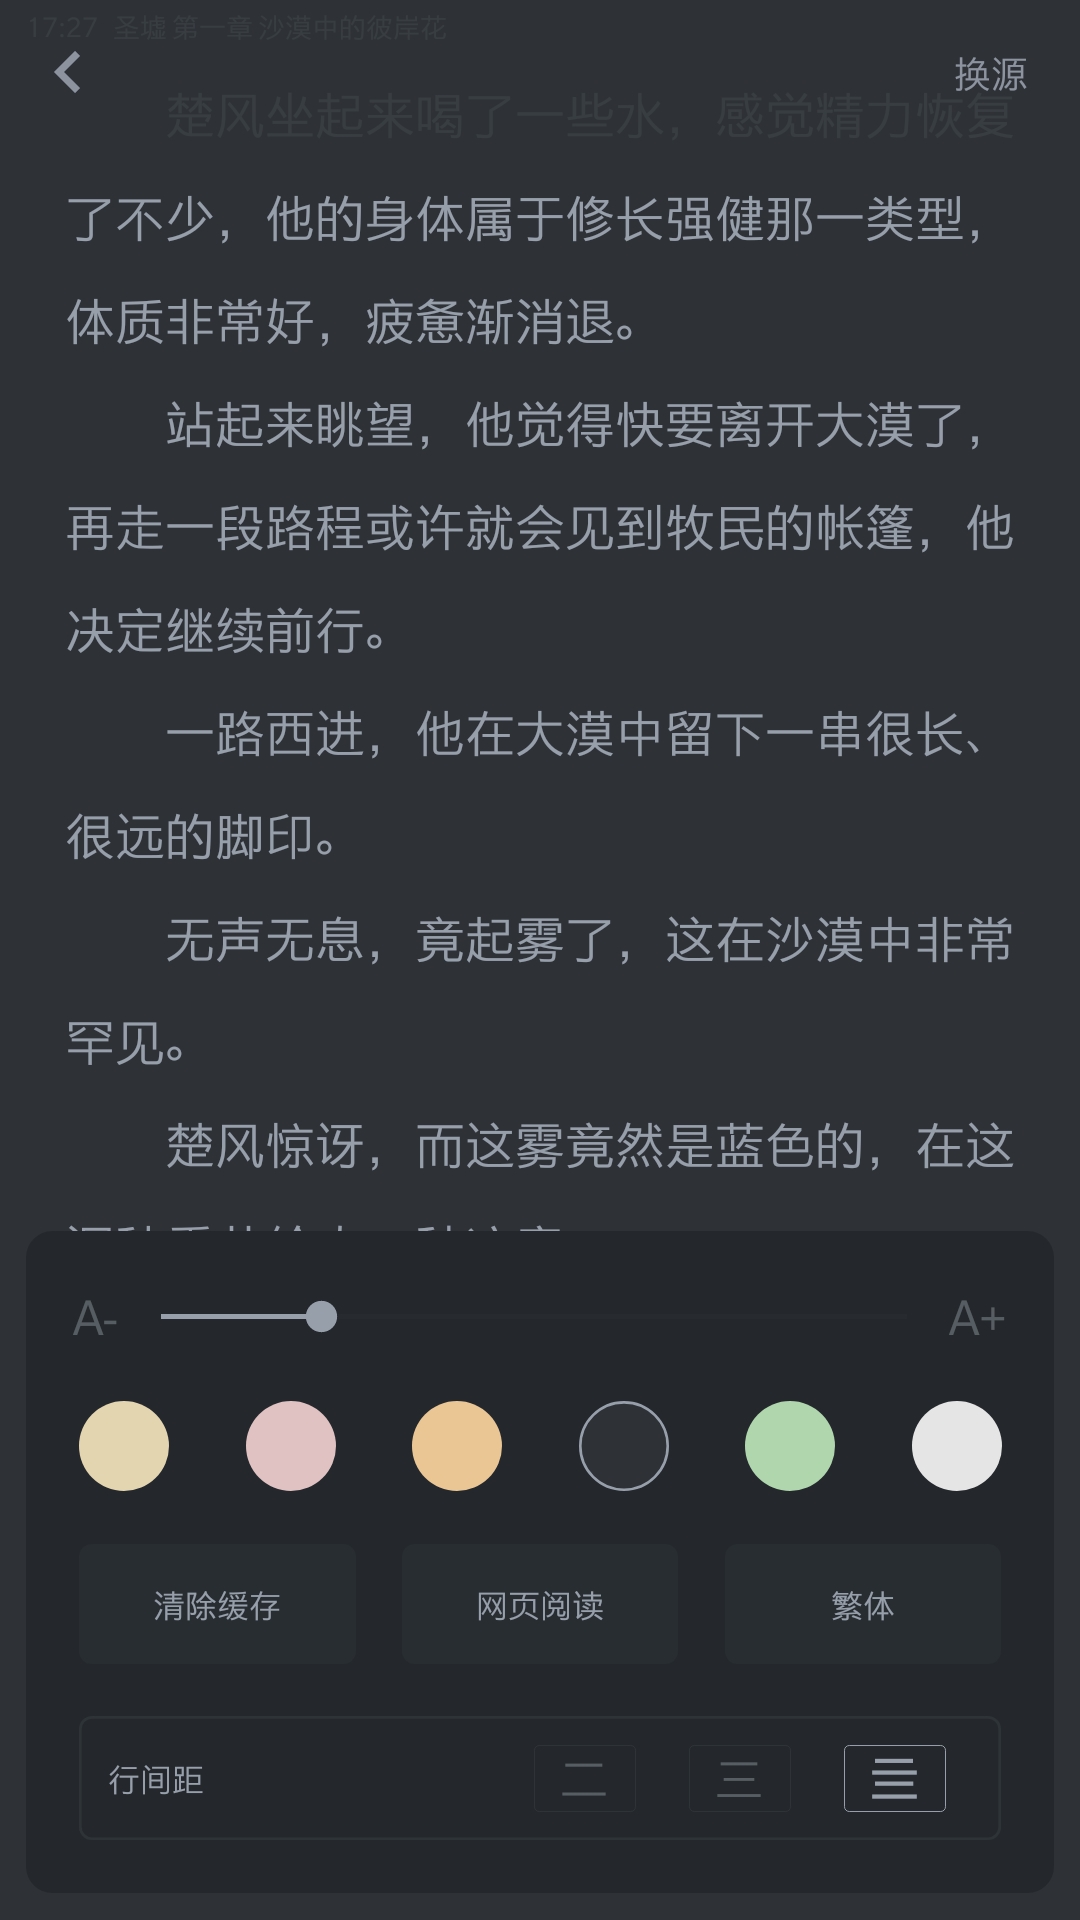 17:27 圣墟 第一章 沙漠中的彼岸花
换源
楚风坐起来喝了一些水，感觉精力恢复
了不少，他的身体属于修长强健那一类型，
体质非常好，疲惫渐消退。
站起来眺望，他觉得快要离开大漠了，
再走一段路程或许就会见到牧民的帐篷，他
决定继续前行。
一路西进，他在大漠中留下一串很长、
很远的脚印。
无声无息，竟起雾了，这在沙漠中非常
罕见。
楚风惊讶，而这雾竟然是蓝色的，在这
A- A+
清除缓存 网页阅读 繁体
行间距